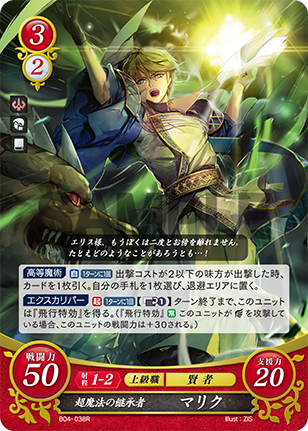 3
2
エリス様、もうぼくは二度とお傍を離れません。
たとえどのようなことがあろうとも…！
高等魔術 自 1ターンに1回 出撃コストが2以下の味方が出撃した時、
カードを1枚引く。自分の手札を1枚選び、退避エリアに置く。
エクスカリバー 起 1ターンに1回 1 ターン終了まで、このユニット
は『飛行特効』を得る。（『飛行特効』 常 このユニットが を攻撃して
いる場合、このユニットの戦闘力は＋30される。）
戦闘力
50
射程 1-2 上級職 賢者
支援力
20
超魔法の継承者 マリク
B04-038R
Illust：ZIS